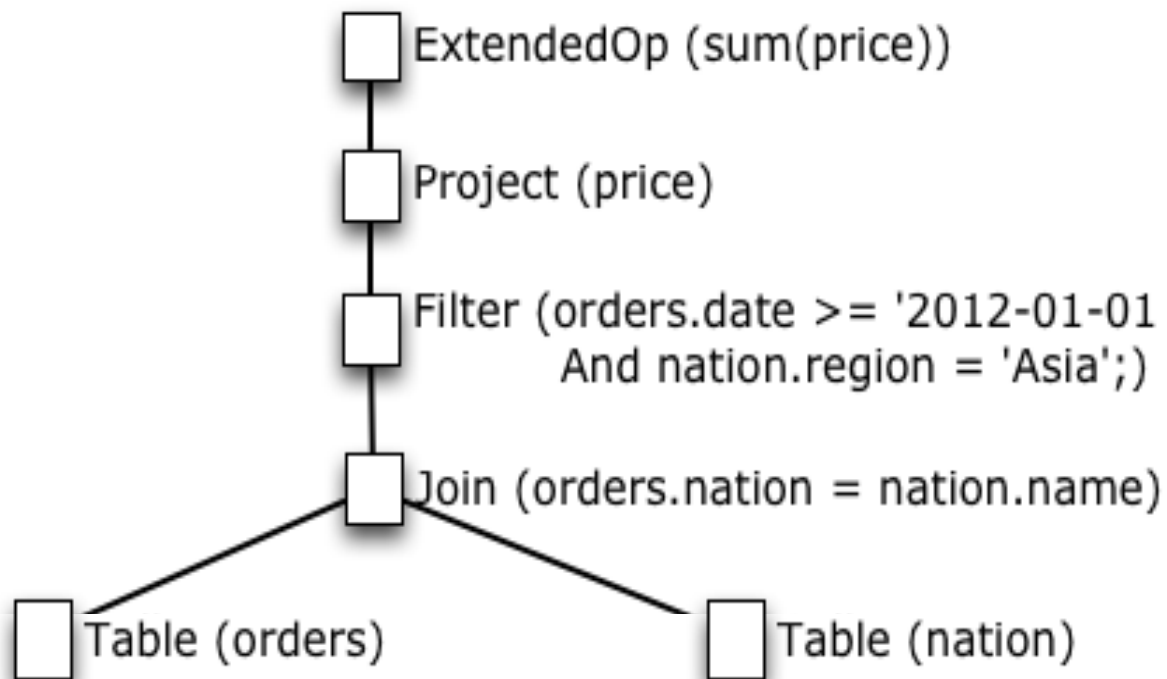 ExtendedOp (sum(price))
Project (price)
Filter (orders.date >= '2012-01-01
And nation.region = 'Asia';)
Join (orders.nation = nation.name)
Table (orders)
Table (nation)